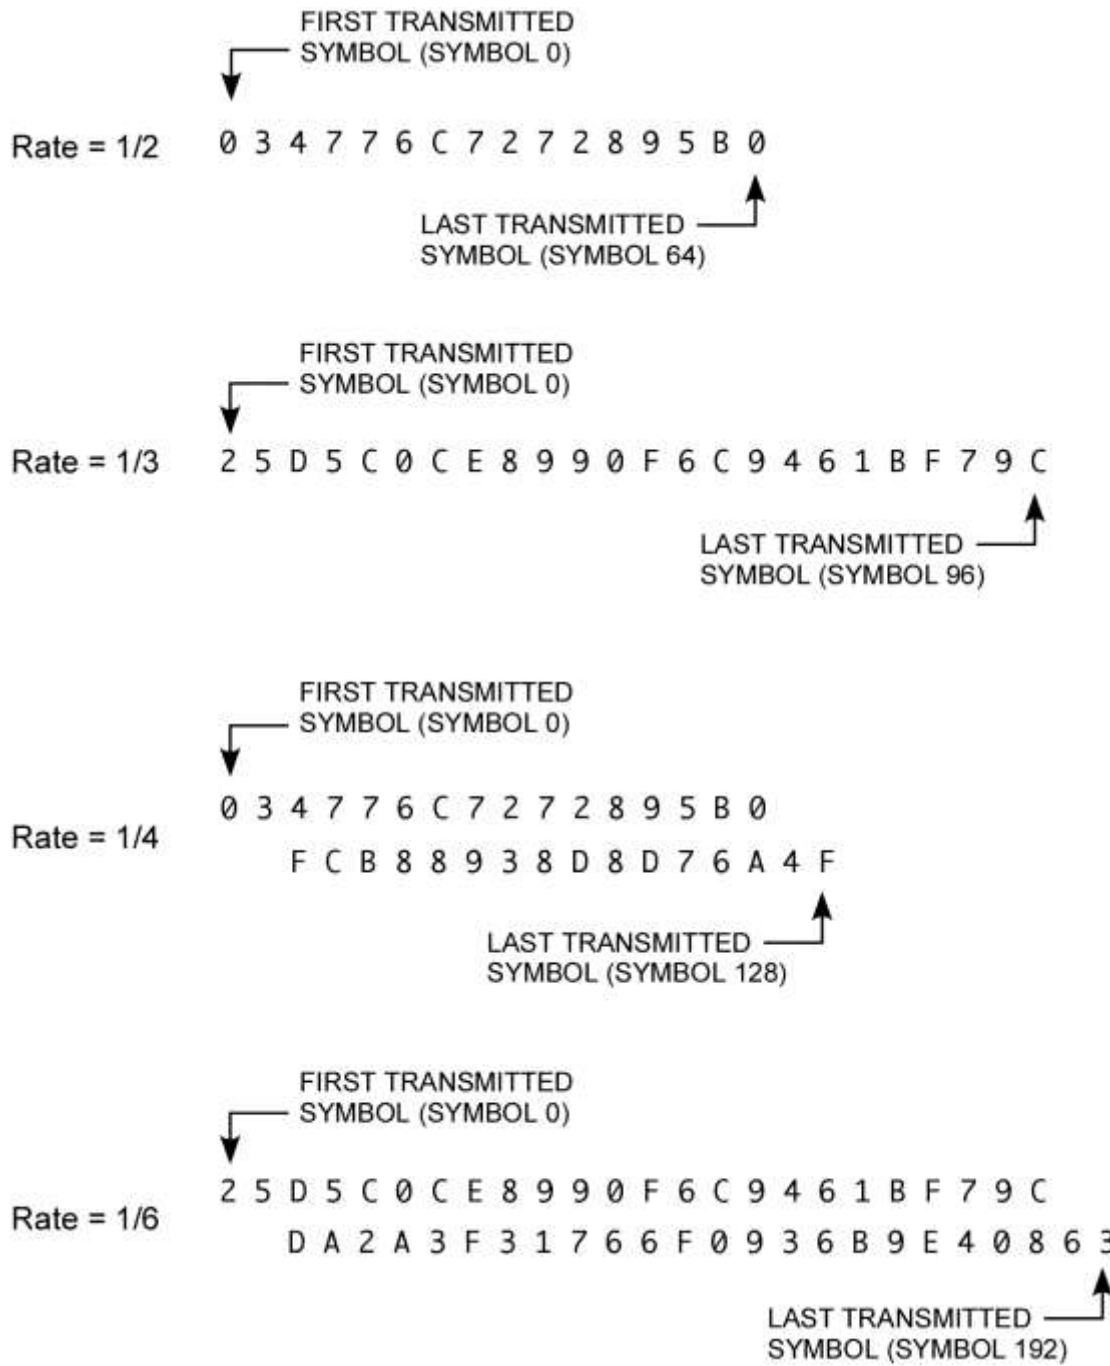 FIRST TRANSMITTED
SYMBOL (SYMBOL 0)
Rate = 1/2 0 3 4 7 7 6 C 7 2 7 2 8 9 5 B 0
LAST TRANSMITTED
SYMBOL (SYMBOL 64)
FIRST TRANSMITTED
SYMBOL (SYMBOL 0)
Rate = 1/3 2 5 D 5 C 0 C E 8 9 9 0 F 6 C 9 4 6 1 B F 7 9 C
LAST TRANSMITTED
SYMBOL (SYMBOL 96)
FIRST TRANSMITTED
SYMBOL (SYMBOL 0)
0 3 4 7 7 6 C 7 2 7 2 8 9 5 B 0
Rate = 1/4
F C B 8 8 9 3 8 D 8 D 7 6 A 4 F
LAST TRANSMITTED
SYMBOL (SYMBOL 128)
FIRST TRANSMITTED
SYMBOL (SYMBOL 0)
2 5 D 5 C 0 C E 8 9 9 0 F 6 C 9 4 6 1 B F 7 9 C
Rate = 1/6
D A 2 A 3 F 3 1 7 6 6 F 0 9 3 6 B 9 E 4 0 8 6 3
LAST TRANSMITTED
SYMBOL (SYMBOL 192)